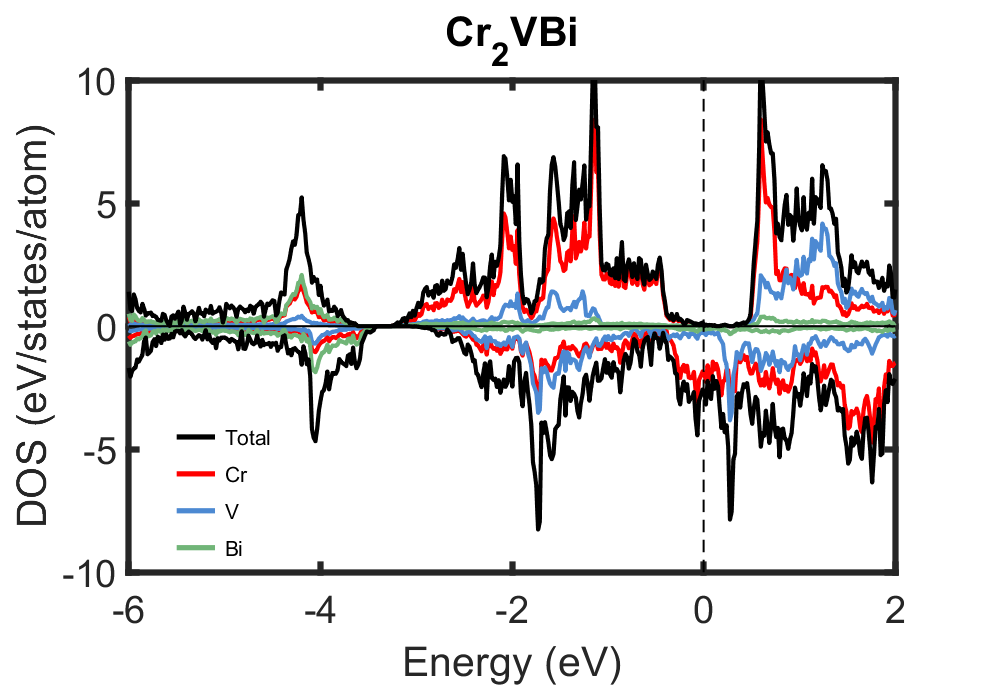 Cr2VBi
DOS (eV/states/atom)
10
5
0
-5
-10
Total
Cr
V
Bi
-6 -4 -2 0 2
Energy (eV)